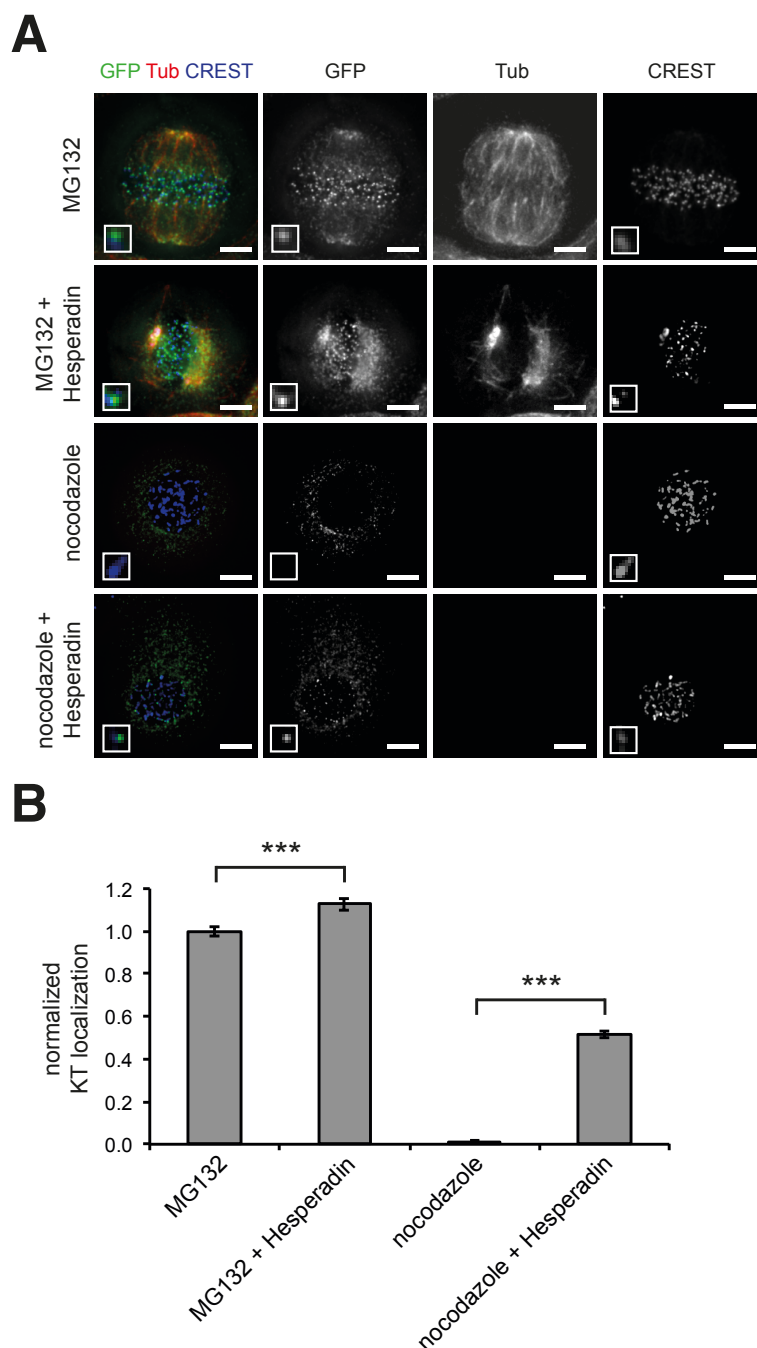 A
GFP Tub CREST GFP Tub CREST
MG132
MG132 +
Hesperadin
nocodazole
nocodazole +
Hesperadin
B
normalized
KT localization
1.2
1.0
0.8
0.6
0.4
0.2
0.0
***
***
MG132
MG132 + Hesperadin
nocodazole
nocodazole + Hesperadin